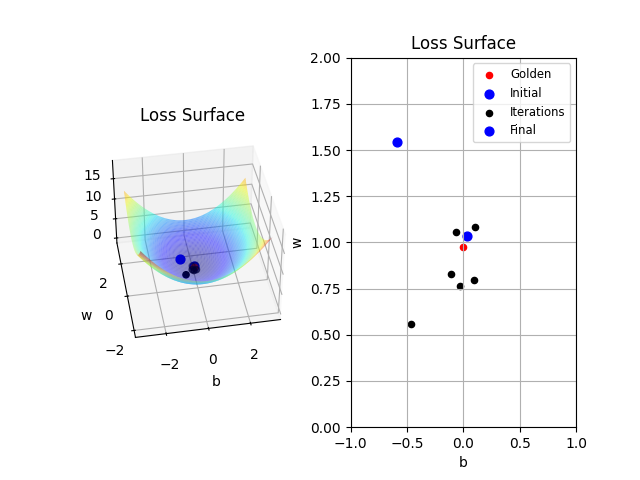 Loss Surface
15
10
5
0
2
w 0
−2
−2
0
2
b
Loss Surface
Golden
Initial
Iterations
Final
2.00
1.75
1.50
1.25
1.00
0.75
0.50
0.25
0.00
w
−1.0 −0.5 0.0 0.5 1.0
b